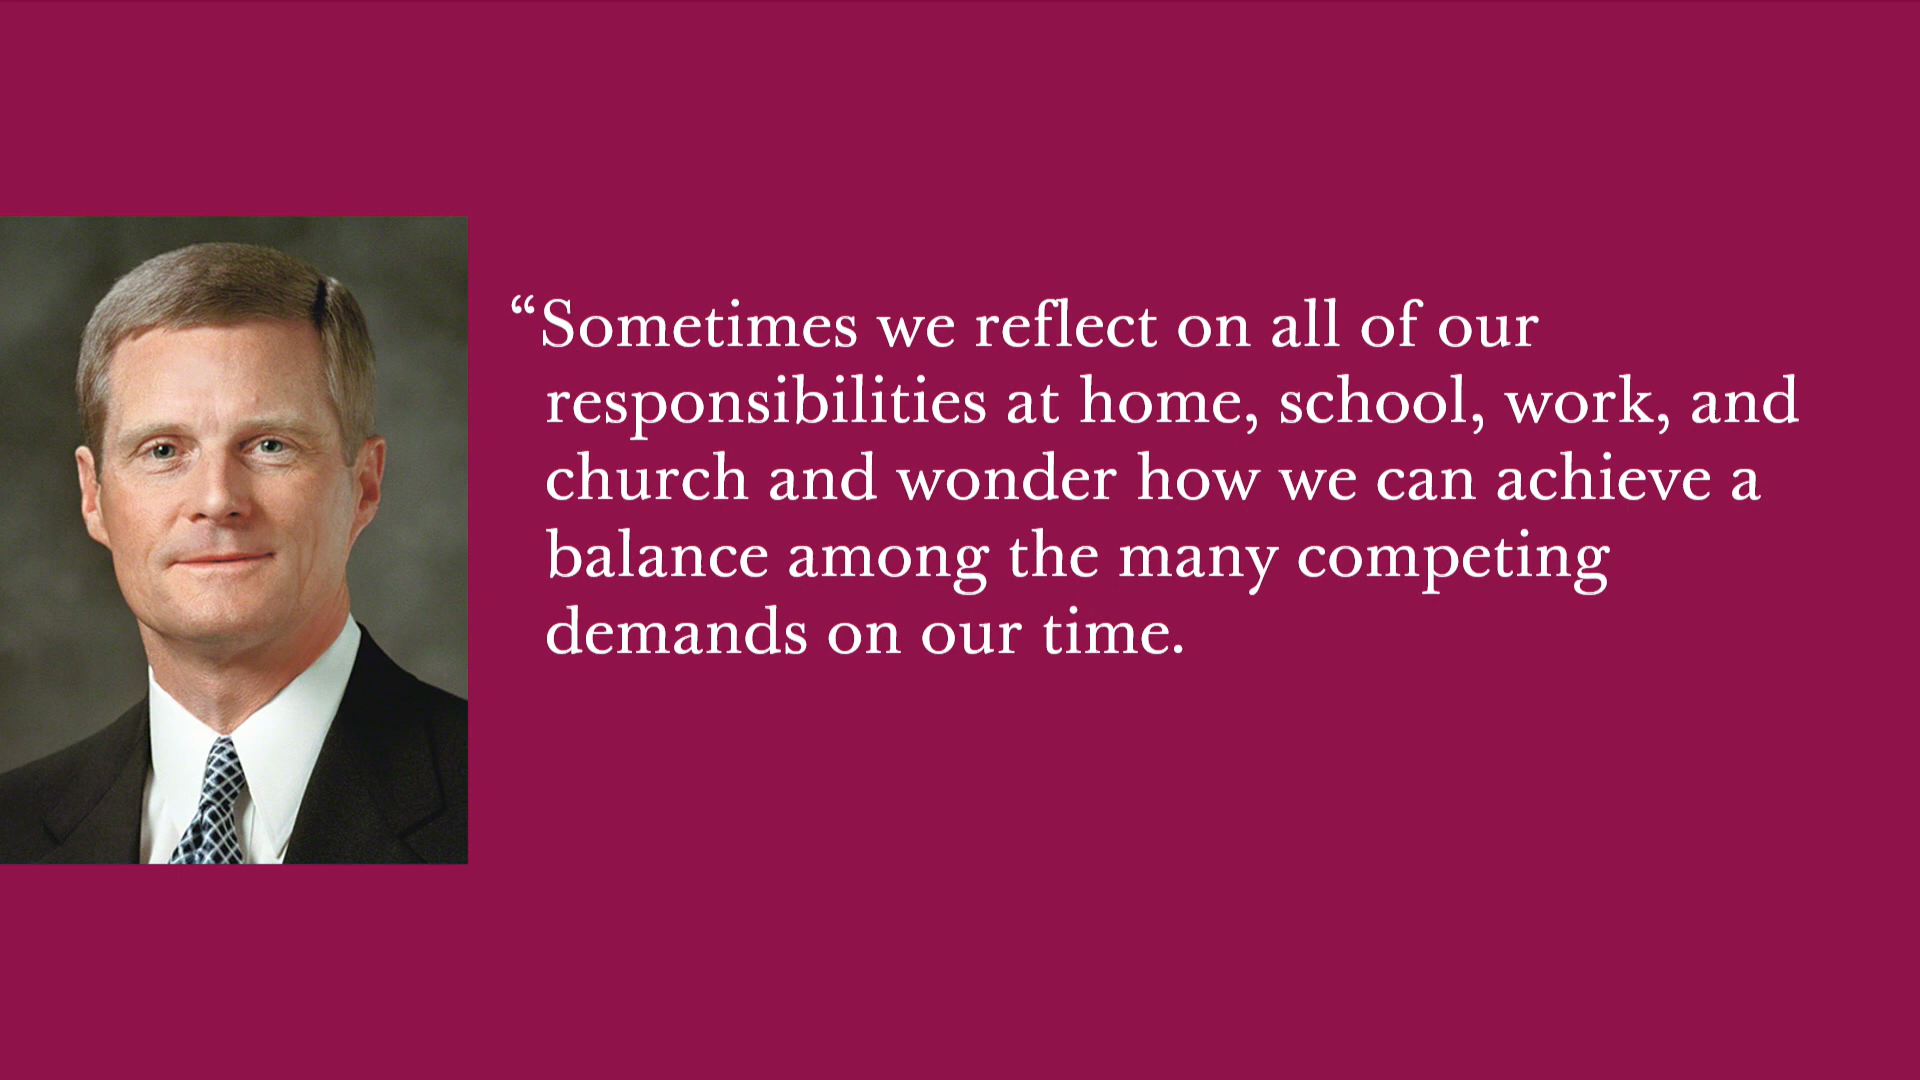 “Sometimes we reflect on all of our
responsibilities at home, school, work, and
church and wonder how we can achieve a
balance among the many competing
demands on our time.